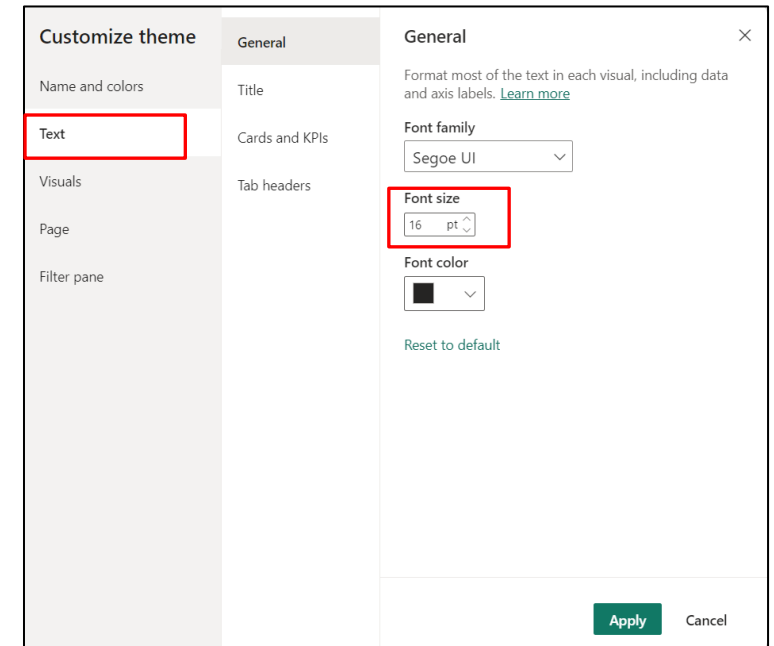 Customize theme
Name and colors
Text
Visuals
Page
Filter pane
General
Title
Cards and KPIs
Tab headers
General
Format most of the text in each visual, including data
and axis labels. Learn more
Font family
Segoe UI
Font size
16 pt
Font color
Reset to default
Apply Cancel